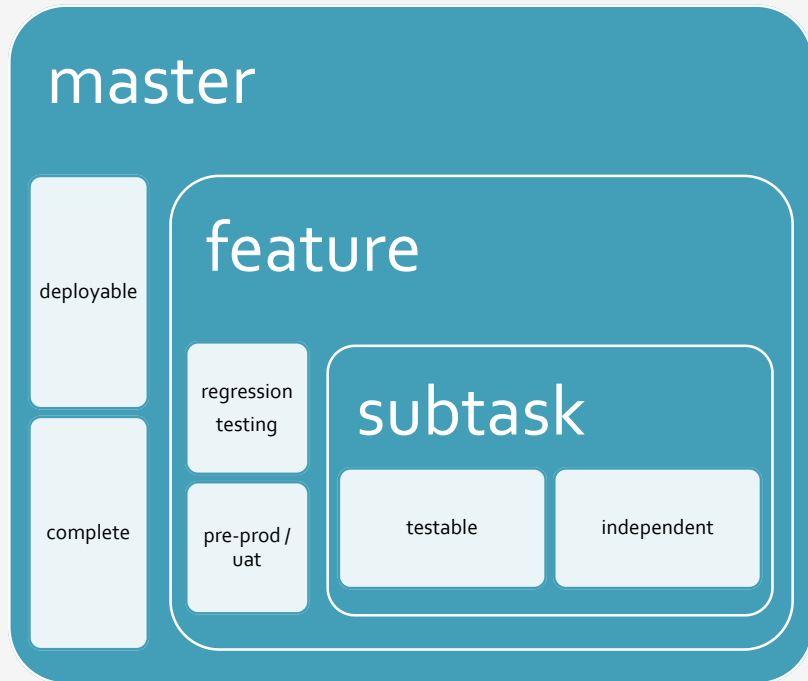 master
deployable
complete
feature
regression
testing
pre-prod /
uat
subtask
testable
independent